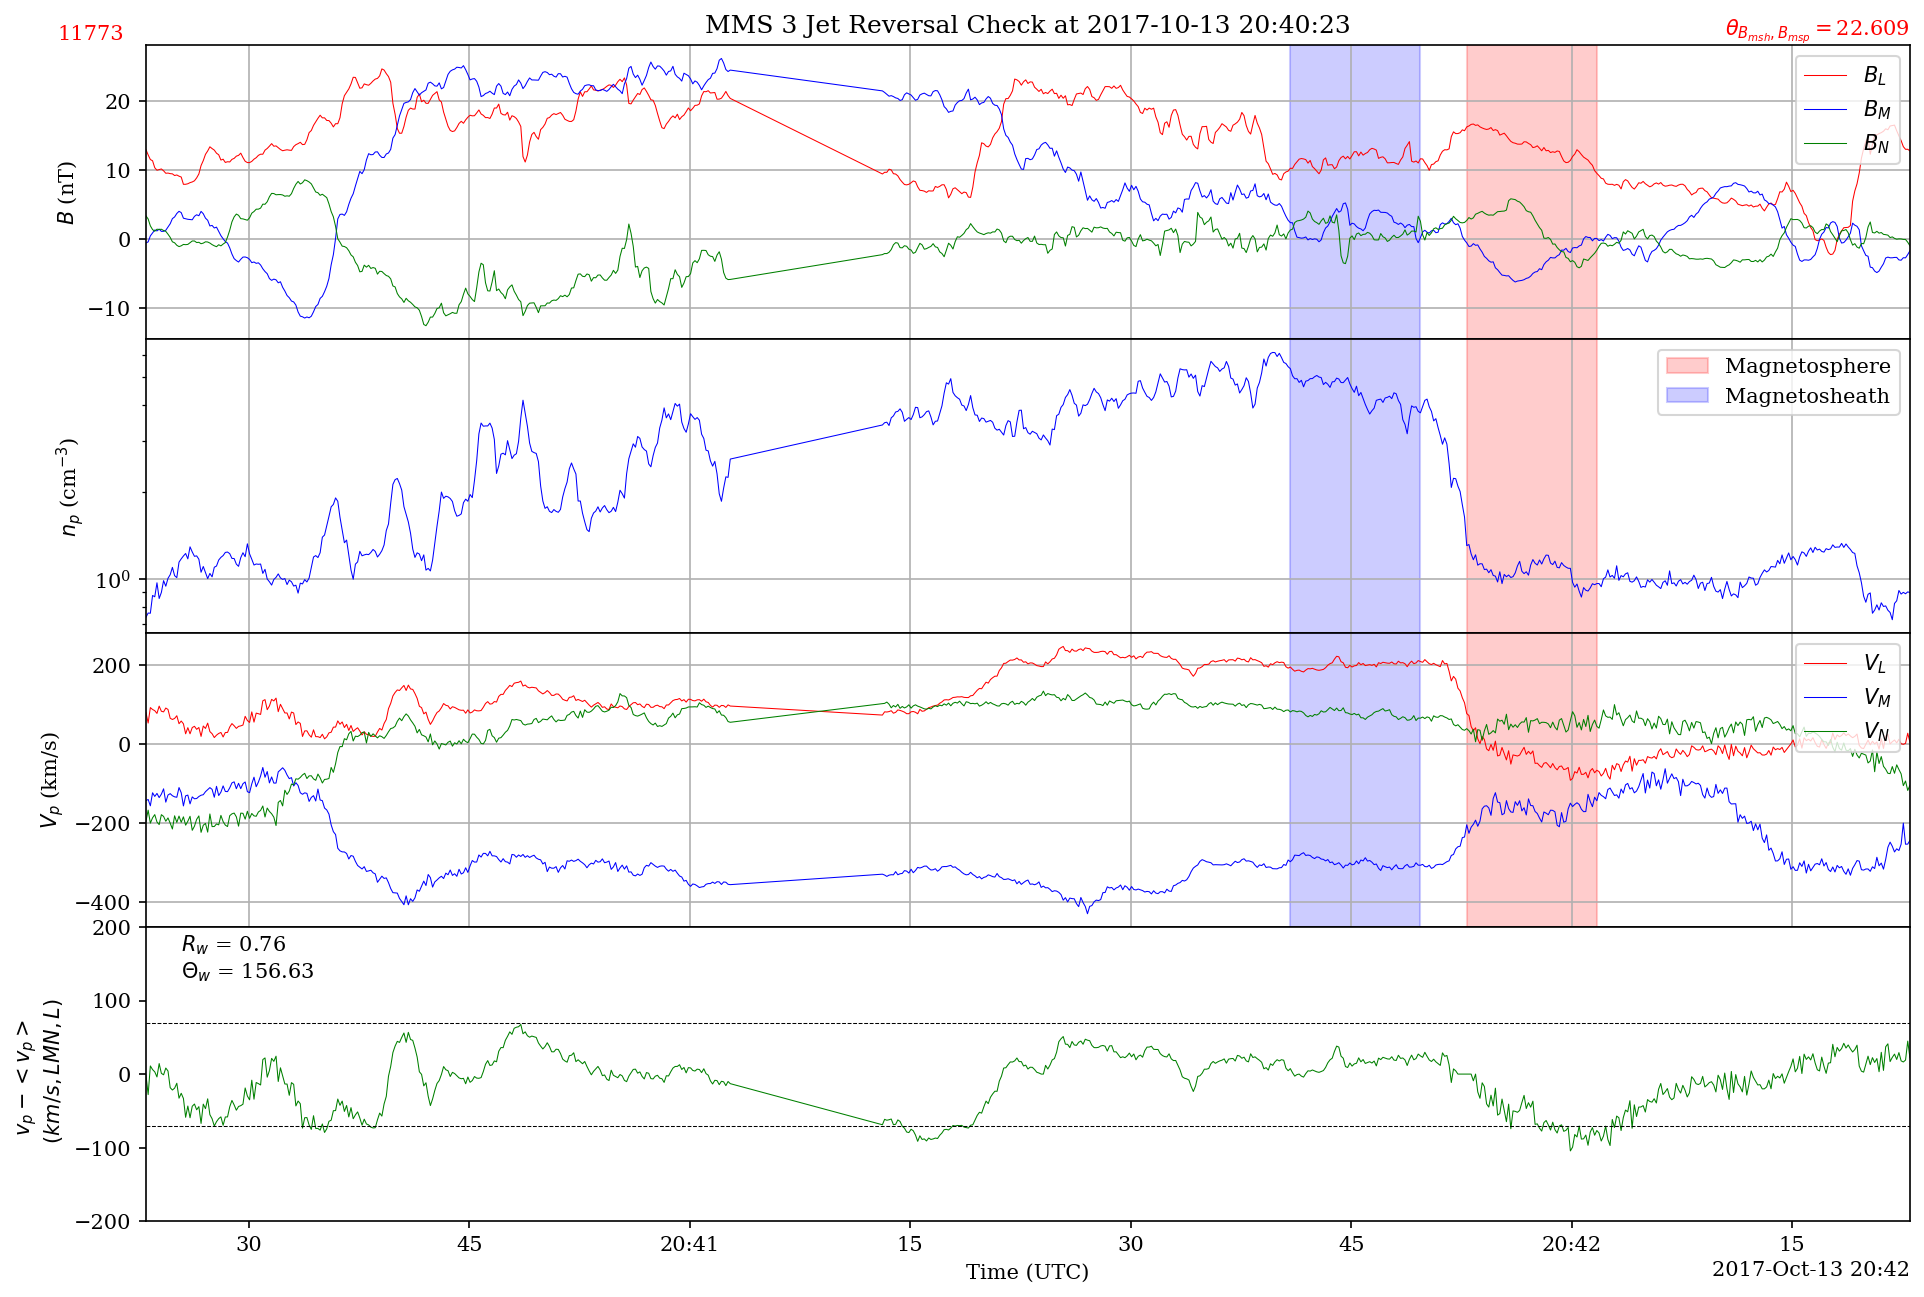 MMS 3 Jet Reversal Check at 2017-10-13 20:40:23
11773
θ_{B_{msh}, B_{msp}} = 22.609
B (nT)
20
10
0
−10
B_L
B_M
B_N
n_p (cm⁻³)
10⁰
Magnetosphere
Magnetosheath
V_p (km/s)
200
0
−200
−400
V_L
V_M
V_N
v_p − < v_p >
(km/s, LMN, L)
200
100
0
−100
−200
R_w = 0.76
Θ_w = 156.63
30
45
20:41
15
30
45
20:42
15
Time (UTC)
2017-Oct-13 20:42